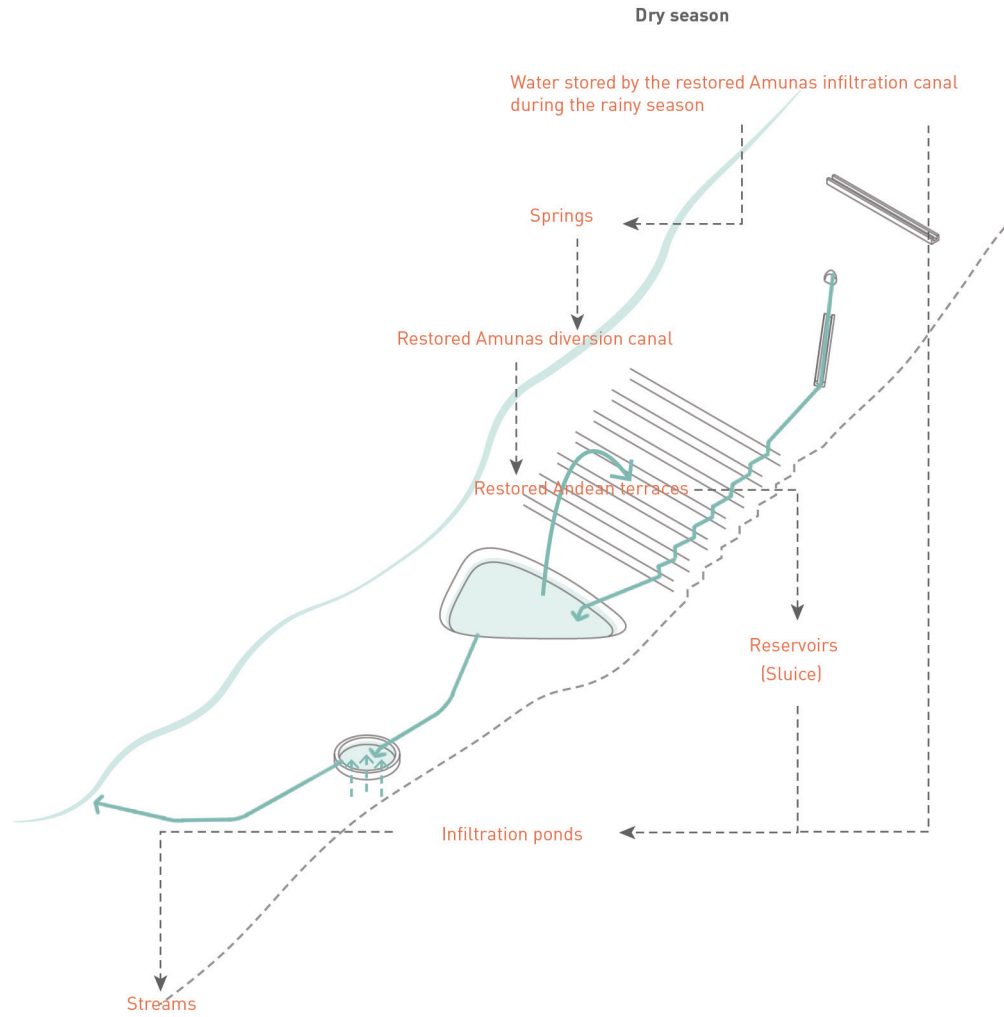 Dry season
Water stored by the restored Amunas infiltration canal
during the rainy season
Springs
Restored Amunas diversion canal
Restored Andean terraces
Reservoirs
(Sluice)
Infiltration ponds
Streams